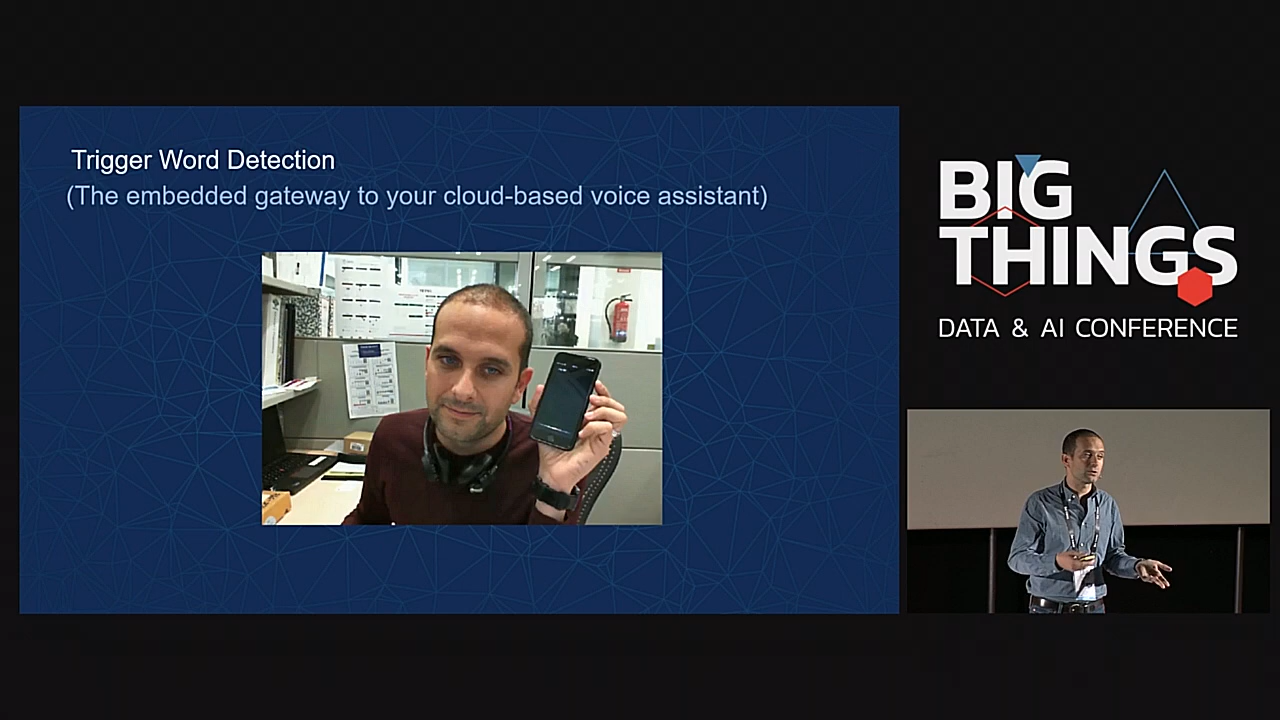 Trigger Word Detection
(The embedded gateway to your cloud-based voice assistant)
BIG
THINGS
DATA & AI CONFERENCE